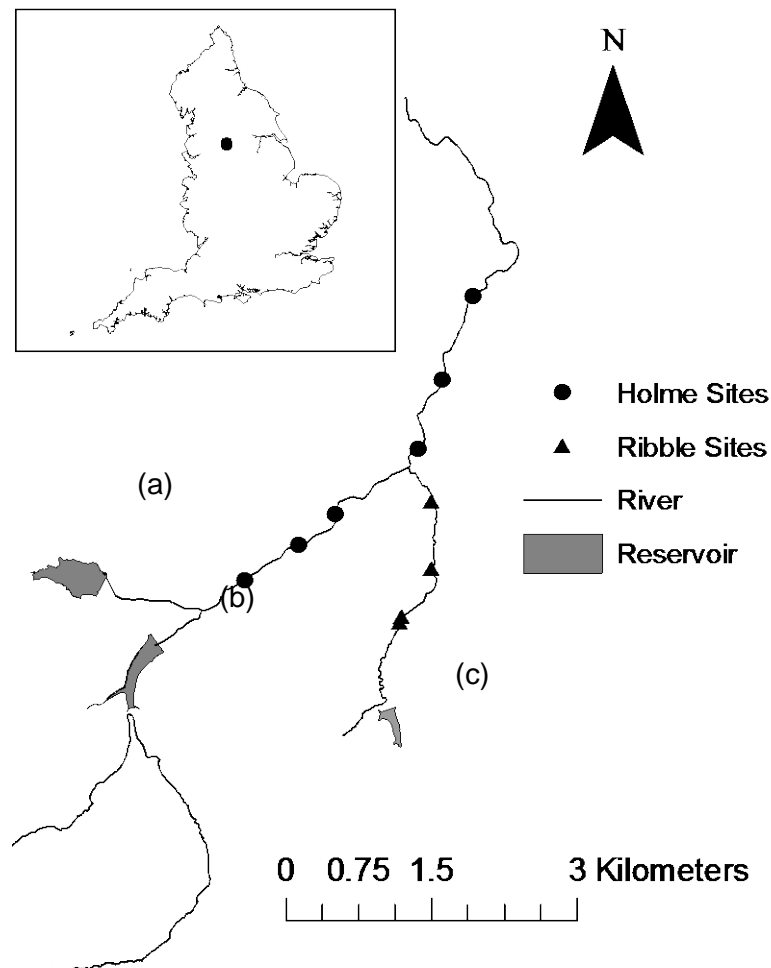 N
Holme Sites
Ribble Sites
River
Reservoir
(a)
(b)
(c)
0 0.75 1.5 3 Kilometers